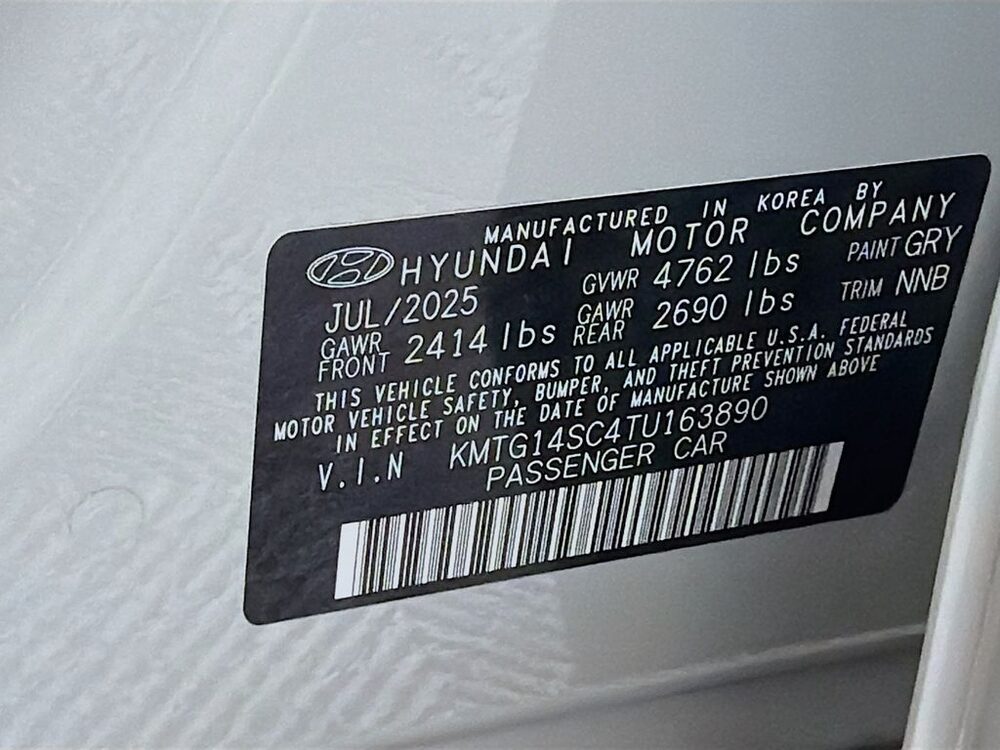 MANUFACTURED IN KOREA BY
HYUNDAI MOTOR COMPANY
JUL/2025 GVWR 4762 lbs PAINT GRY
GAWR FRONT 2414 lbs GAWR REAR 2690 lbs TRIM NNB
THIS VEHICLE CONFORMS TO ALL APPLICABLE U.S.A. FEDERAL
MOTOR VEHICLE SAFETY, BUMPER, AND THEFT PREVENTION STANDARDS
IN EFFECT ON THE DATE OF MANUFACTURE SHOWN ABOVE
V.I.N KMTG14SC4TU163890
PASSENGER CAR